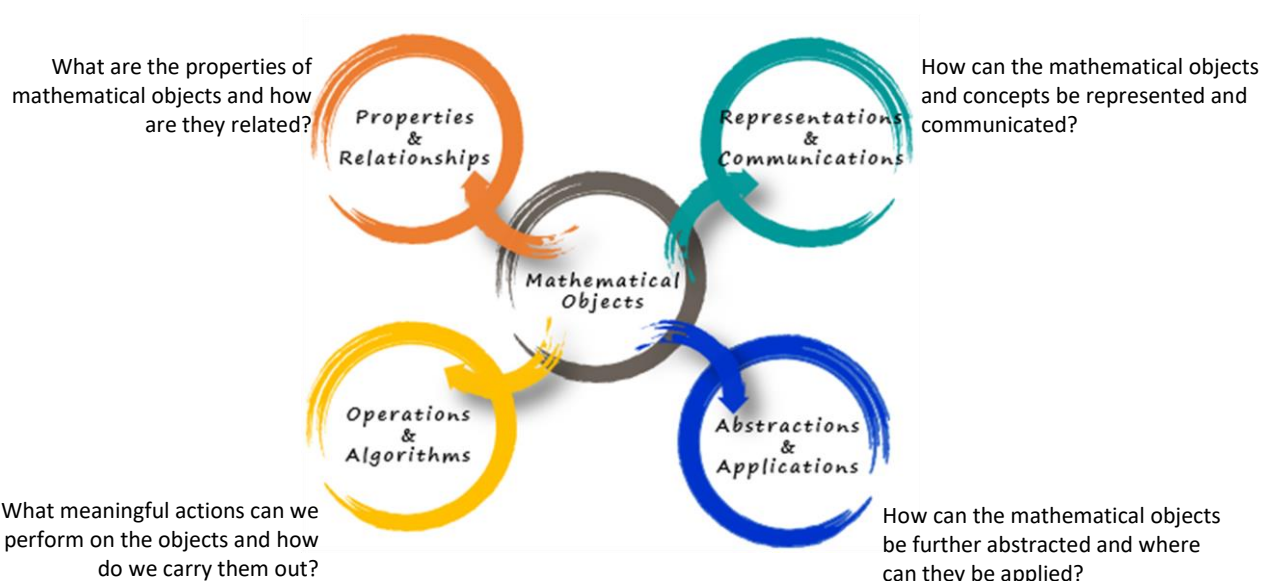 What are the properties of
mathematical objects and how
are they related?
Properties
&
Relationships
Representations
&
Communications
How can the mathematical objects
and concepts be represented and
communicated?
Mathematical
Objects
Operations
&
Algorithms
What meaningful actions can we
perform on the objects and how
do we carry them out?
Abstractions
&
Applications
How can the mathematical objects
be further abstracted and where
can they be applied?